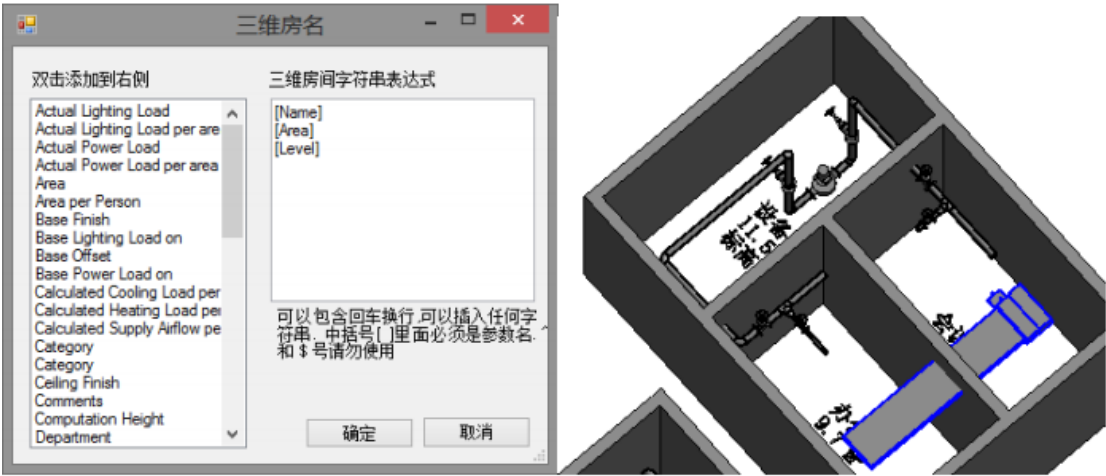 三维房名
双击添加到右侧
Actual Lighting Load
Actual Lighting Load per are
Actual Power Load
Actual Power Load per area
Area
Area per Person
Base Finish
Base Lighting Load on
Base Offset
Base Power Load on
Calculated Cooling Load per
Calculated Heating Load per
Calculated Supply Airflow pe
Category
Category
Ceiling Finish
Comments
Computation Height
Department
三维房间字符串表达式
[Name]
[Area]
[Level]
可以包含回车换行,可以插入任何字
符串. 中括号[ ]里面必须是参数名. ^
和 $ 号请勿使用
确定
取消